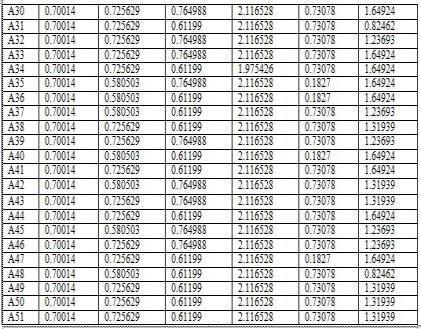 A30 0.70014 0.725629 0.764988 2.116528 0.73078 1.64924
A31 0.70014 0.725629 0.61199 2.116528 0.73078 0.82462
A32 0.70014 0.725629 0.764988 2.116528 0.73078 1.23693
A33 0.70014 0.725629 0.764988 2.116528 0.73078 1.64924
A34 0.70014 0.725629 0.61199 1.975426 0.73078 1.64924
A35 0.70014 0.580503 0.764988 2.116528 0.1827 1.64924
A36 0.70014 0.580503 0.61199 2.116528 0.1827 1.64924
A37 0.70014 0.580503 0.61199 2.116528 0.73078 1.23693
A38 0.70014 0.725629 0.61199 2.116528 0.73078 1.31939
A39 0.70014 0.725629 0.764988 2.116528 0.73078 1.23693
A40 0.70014 0.580503 0.61199 2.116528 0.1827 1.64924
A41 0.70014 0.725629 0.61199 2.116528 0.73078 1.64924
A42 0.70014 0.580503 0.764988 2.116528 0.73078 1.31939
A43 0.70014 0.725629 0.764988 2.116528 0.73078 1.31939
A44 0.70014 0.725629 0.61199 2.116528 0.73078 1.64924
A45 0.70014 0.580503 0.764988 2.116528 0.73078 1.23693
A46 0.70014 0.725629 0.764988 2.116528 0.73078 1.23693
A47 0.70014 0.725629 0.61199 2.116528 0.1827 1.64924
A48 0.70014 0.580503 0.61199 2.116528 0.73078 0.82462
A49 0.70014 0.725629 0.61199 2.116528 0.73078 1.31939
A50 0.70014 0.725629 0.61199 2.116528 0.73078 1.31939
A51 0.70014 0.725629 0.61199 2.116528 0.73078 1.31939